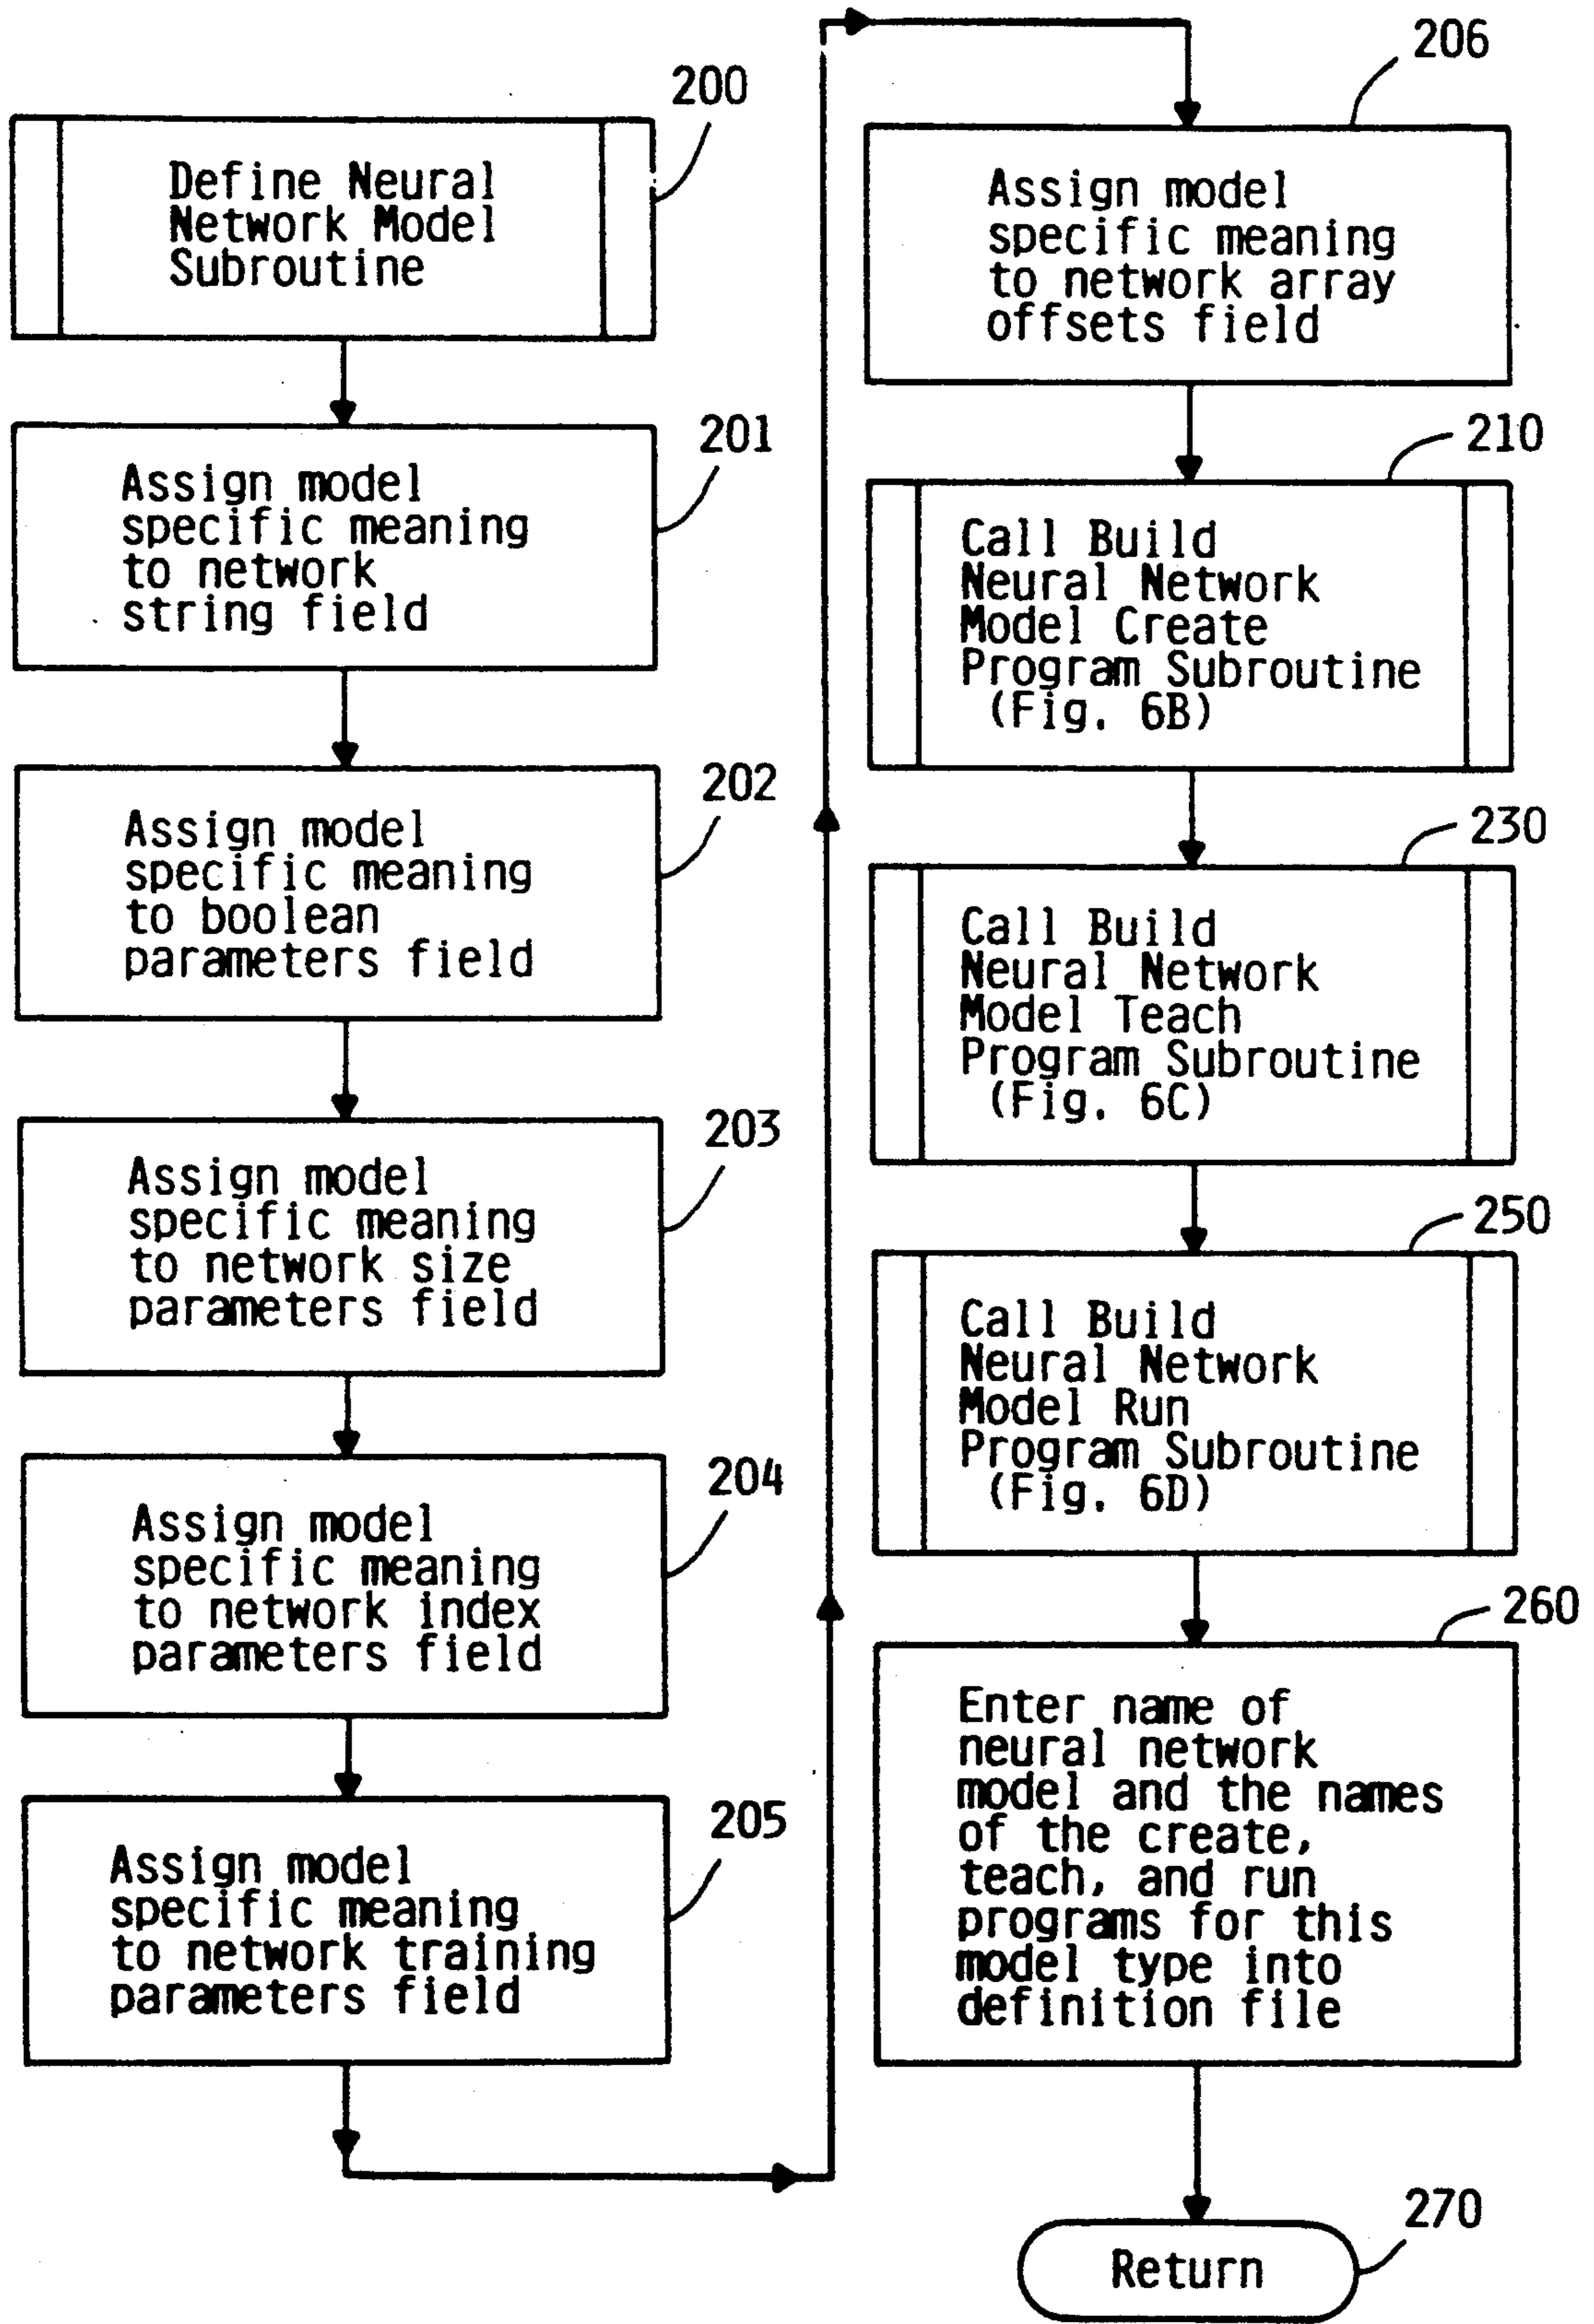 200
Define Neural
Network Model
Subroutine
201
Assign model
specific meaning
to network
string field
202
Assign model
specific meaning
to boolean
parameters field
203
Assign model
specific meaning
to network size
parameters field
204
Assign model
specific meaning
to network index
parameters field
205
Assign model
specific meaning
to network training
parameters field
206
Assign model
specific meaning
to network array
offsets field
210
Call Build
Neural Network
Model Create
Program Subroutine
(Fig. 6B)
230
Call Build
Neural Network
Model Teach
Program Subroutine
(Fig. 6C)
250
Call Build
Neural Network
Model Run
Program Subroutine
(Fig. 6D)
260
Enter name of
neural network
model and the names
of the create,
teach, and run
programs for this
model type into
definition file
270
Return